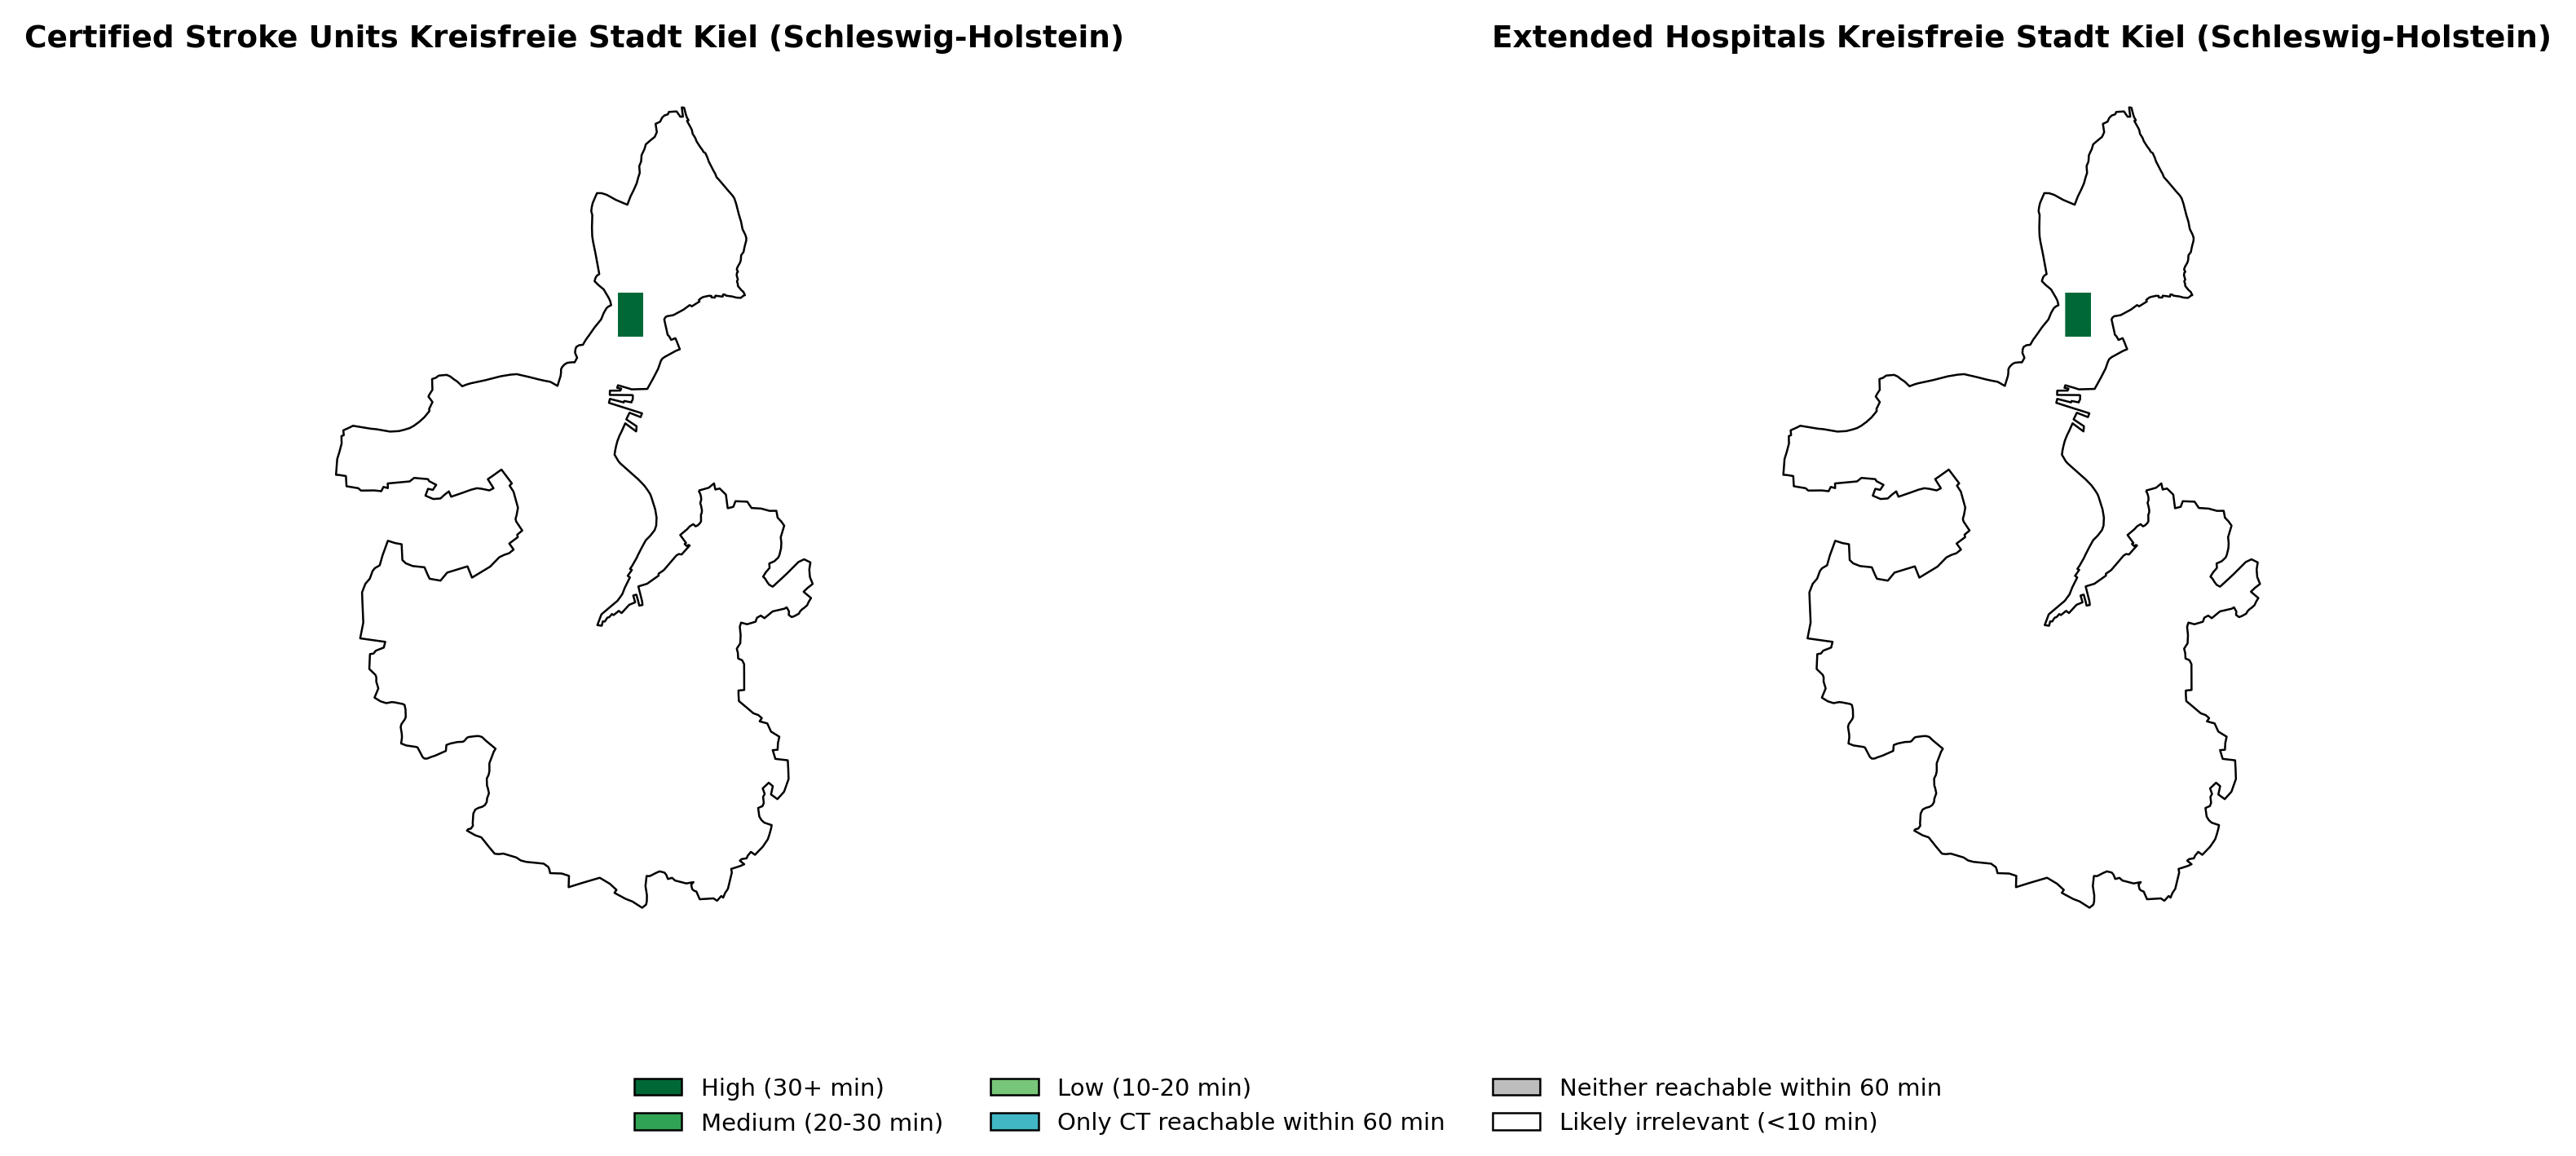 Certified Stroke Units Kreisfreie Stadt Kiel (Schleswig-Holstein)
Extended Hospitals Kreisfreie Stadt Kiel (Schleswig-Holstein)
High (30+ min)
Medium (20-30 min)
Low (10-20 min)
Only CT reachable within 60 min
Neither reachable within 60 min
Likely irrelevant (<10 min)